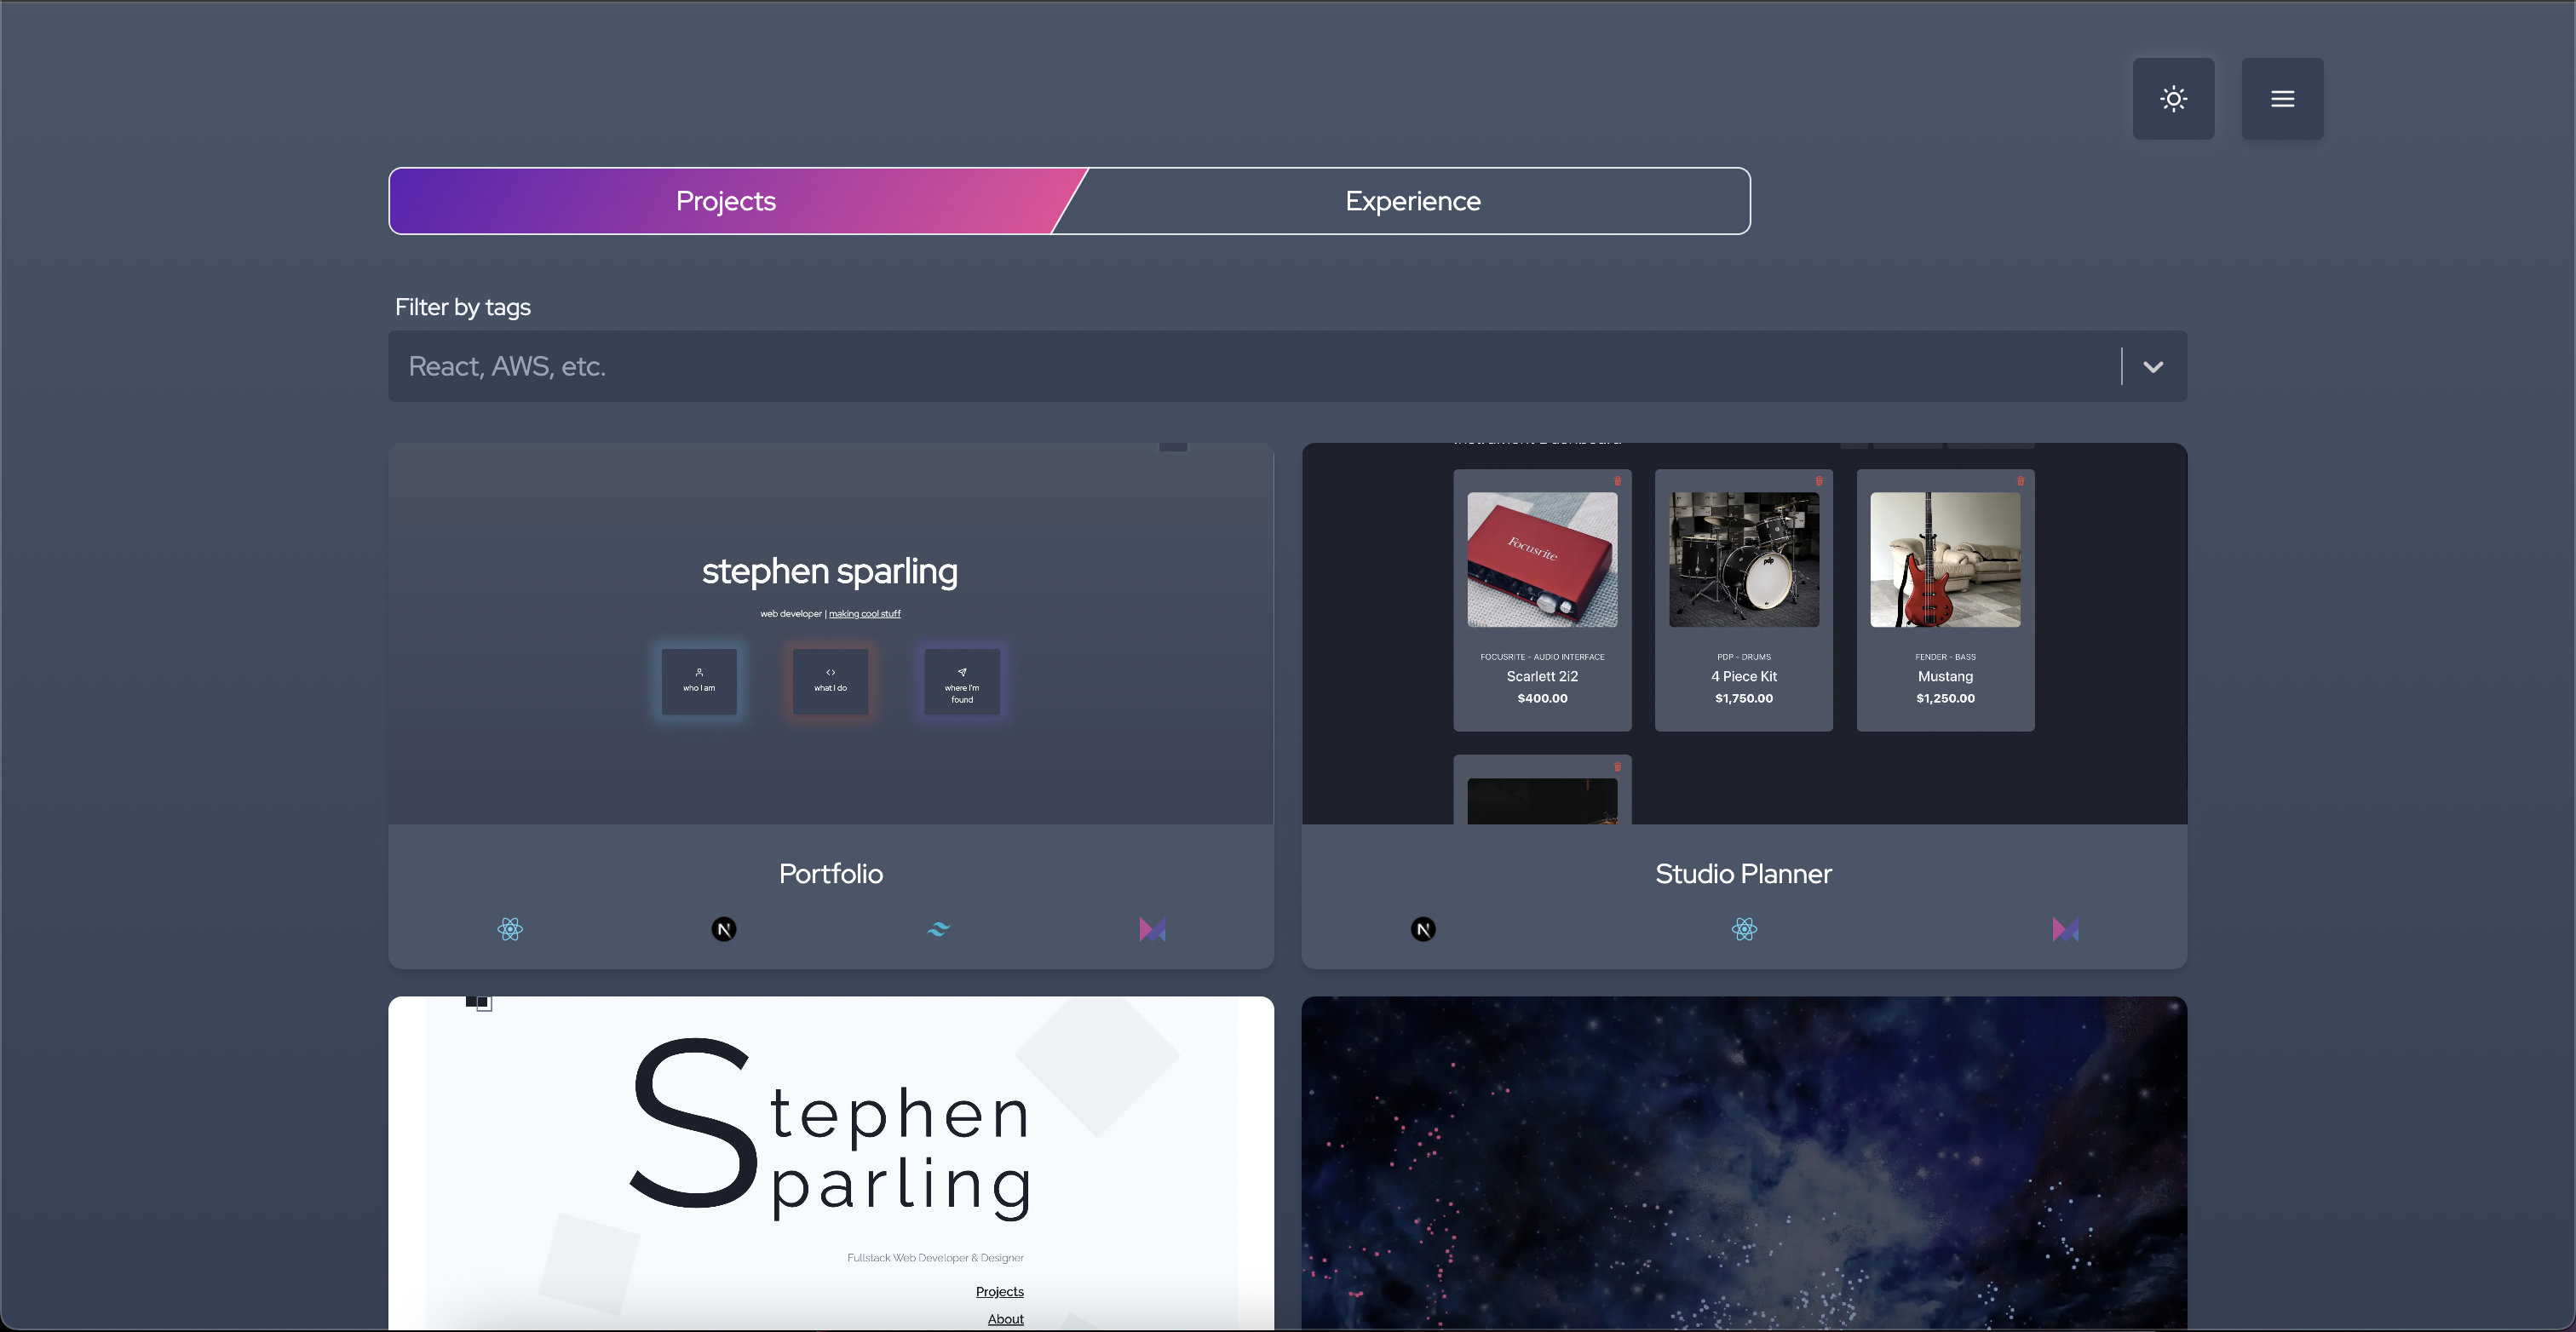 Projects
Experience
Filter by tags
React, AWS, etc.
stephen sparling
web developer | making cool stuff
who I am
what I do
where I'm
found
Focusrite
pdp
FOCUSRITE - AUDIO INTERFACE
Scarlett 2i2
$400.00
PDP - DRUMS
4 Piece Kit
$1,750.00
FENDER - BASS
Mustang
$1,250.00
Portfolio
N
Studio Planner
N
Stephen
Sparling
Fullstack Web Developer & Designer
Projects
About